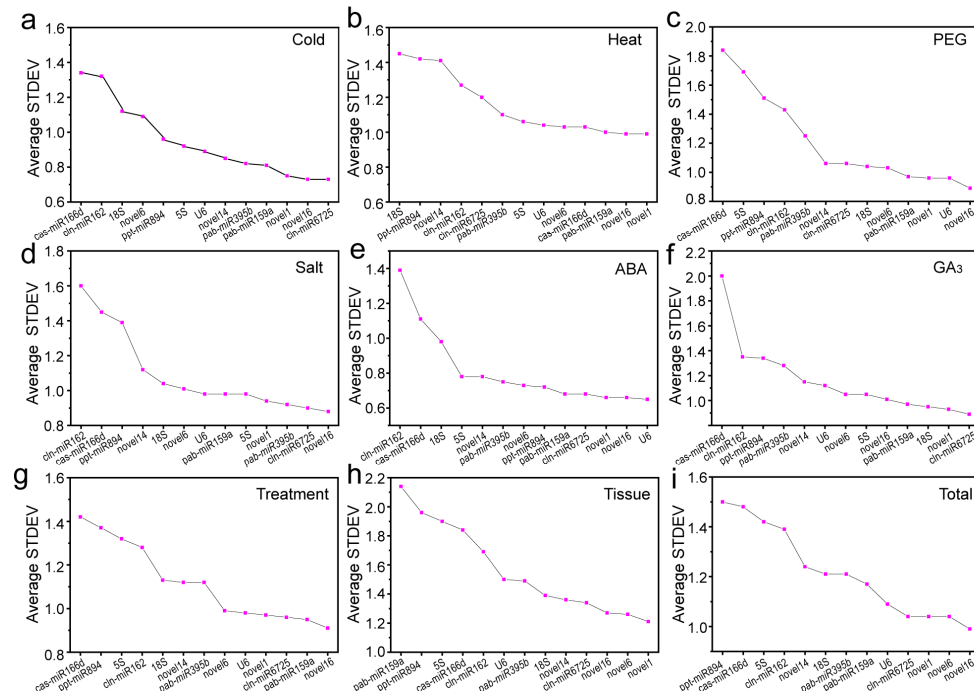 a
Cold
Average STDEV
1.6
1.4
1.2
1.0
0.8
0.6
cas-miR166d
cln-miR162
18S
novel6
ppt-miR894
5S
U6
novel14
pab-miR395b
pab-miR159a
novel1
novel16
cln-miR6725
b
Heat
Average STDEV
1.6
1.4
1.2
1.0
0.8
0.6
18S
ppt-miR894
novel14
cln-miR162
cln-miR6725
pab-miR395b
5S
U6
novel6
cas-miR166d
pab-miR159a
novel16
novel1
c
PEG
Average STDEV
2.0
1.8
1.6
1.4
1.2
1.0
0.8
cas-miR166d
5S
ppt-miR894
cln-miR162
pab-miR395b
novel14
cln-miR6725
18S
novel6
pab-miR159a
novel1
U6
novel16
d
Salt
Average STDEV
1.8
1.6
1.4
1.2
1.0
0.8
cln-miR162
cas-miR166d
ppt-miR894
novel14
18S
novel6
U6
pab-miR159a
5S
novel1
pab-miR395b
cln-miR6725
novel16
e
ABA
Average STDEV
1.4
1.2
1.0
0.8
0.6
cln-miR162
cas-miR166d
18S
5S
novel14
pab-miR395b
novel6
ppt-miR894
pab-miR159a
cln-miR6725
novel1
novel16
U6
f
GA₃
Average STDEV
2.2
2.0
1.8
1.6
1.4
1.2
1.0
cas-miR166d
cln-miR162
ppt-miR894
pab-miR395b
novel14
U6
novel6
5S
novel16
pab-miR159a
18S
novel1
cln-miR6725
g
Treatment
Average STDEV
1.6
1.4
1.2
1.0
0.8
cas-miR166d
ppt-miR894
5S
cln-miR162
18S
novel14
pab-miR395b
novel6
U6
novel1
cln-miR6725
pab-miR159a
novel16
h
Tissue
Average STDEV
2.2
2.0
1.8
1.6
1.4
1.2
1.0
pab-miR159a
ppt-miR894
5S
cas-miR166d
cln-miR162
U6
pab-miR395b
18S
novel14
cln-miR6725
novel16
novel6
novel1
i
Total
Average STDEV
1.6
1.4
1.2
1.0
ppt-miR894
cas-miR166d
5S
cln-miR162
novel14
18S
pab-miR395b
pab-miR159a
U6
cln-miR6725
novel1
novel6
novel16